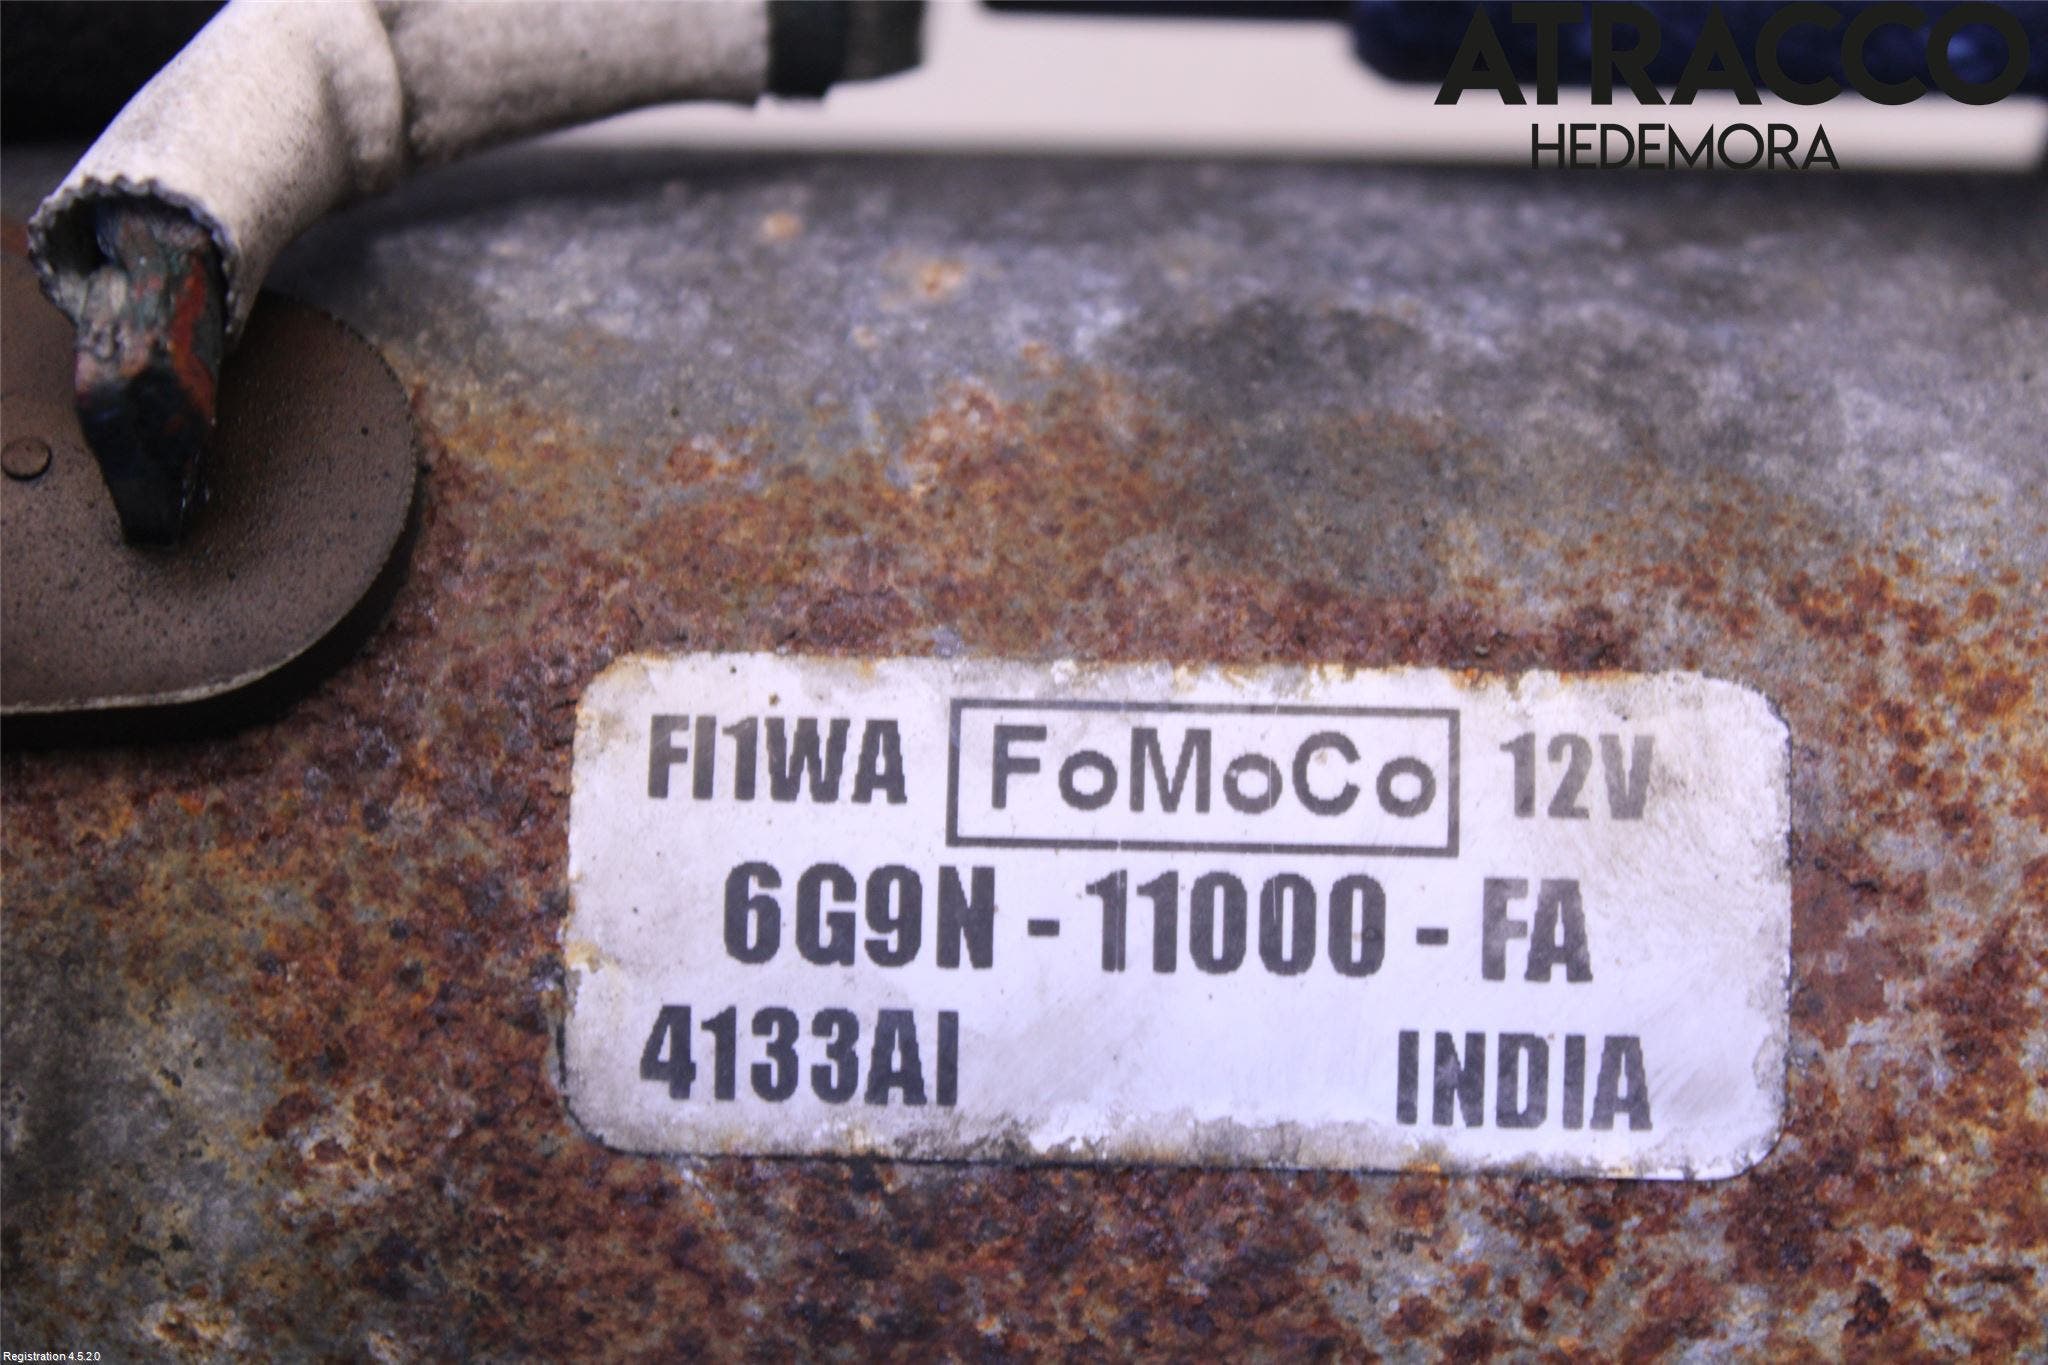 ATRACCO
HEDEMORA
FI1WA FoMoCo 12V
6G9N - 11000 - FA
4133AI INDIA
Registration 4.5.2.0